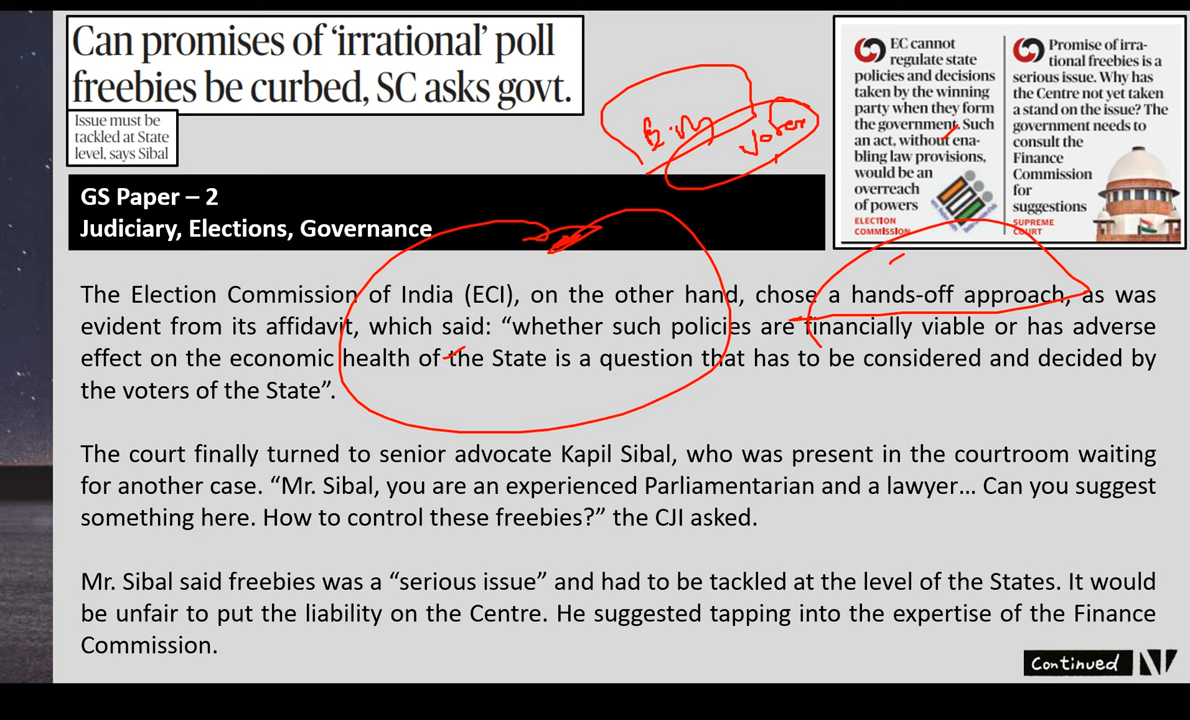 Can promises of ‘irrational’ poll
freebies be curbed, SC asks govt.
Issue must be
tackled at State
level, says Sibal
EC cannot
regulate state
policies and decisions
taken by the winning
party when they form
the government. Such
an act, without ena-
bling law provisions,
would be an
overreach
of powers
ELECTION
COMMISSION
Promise of irra-
tional freebies is a
serious issue. Why has
the Centre not yet taken
a stand on the issue? The
government needs to
consult the
Finance
Commission
for
suggestions
SUPREME
COURT
GS Paper – 2
Judiciary, Elections, Governance
The Election Commission of India (ECI), on the other hand, chose a hands-off approach, as was
evident from its affidavit, which said: “whether such policies are financially viable or has adverse
effect on the economic health of the State is a question that has to be considered and decided by
the voters of the State”.
The court finally turned to senior advocate Kapil Sibal, who was present in the courtroom waiting
for another case. “Mr. Sibal, you are an experienced Parliamentarian and a lawyer… Can you suggest
something here. How to control these freebies?” the CJI asked.
Mr. Sibal said freebies was a “serious issue” and had to be tackled at the level of the States. It would
be unfair to put the liability on the Centre. He suggested tapping into the expertise of the Finance
Commission.
Continued